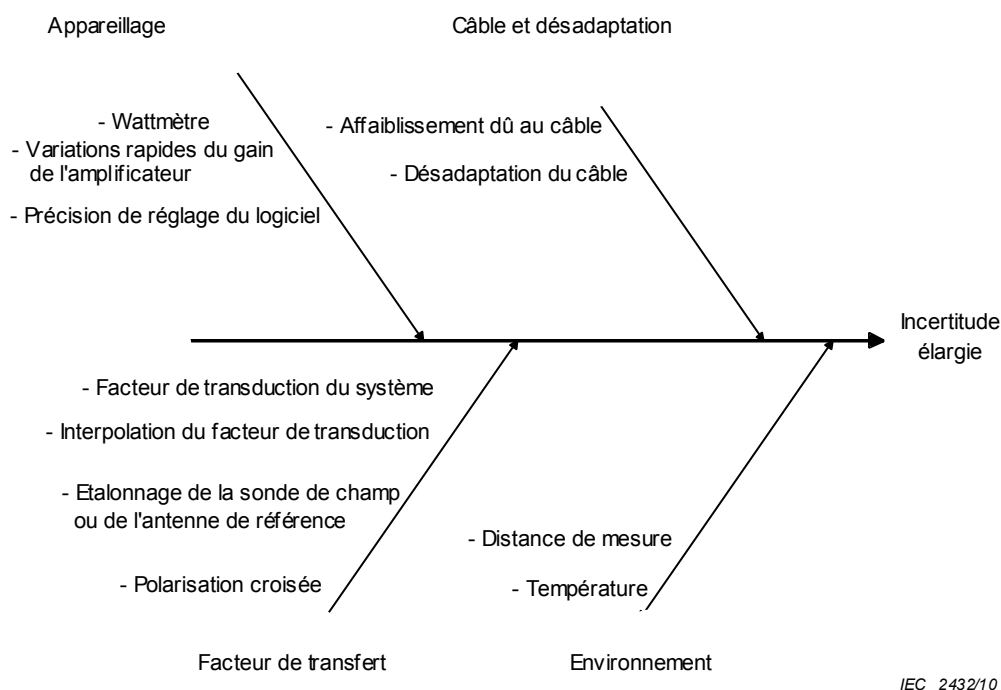 Appareillage
Câble et désadaptation
- Wattmètre
- Variations rapides du gain
de l'amplificateur
- Précision de réglage du logiciel
- Affaiblissement dû au câble
- Désadaptation du câble
Incertitude
élargie
- Facteur de transduction du système
- Interpolation du facteur de transduction
- Etalonnage de la sonde de champ
ou de l'antenne de référence
- Polarisation croisée
- Distance de mesure
- Température
Facteur de transfert
Environnement
IEC 2432/10